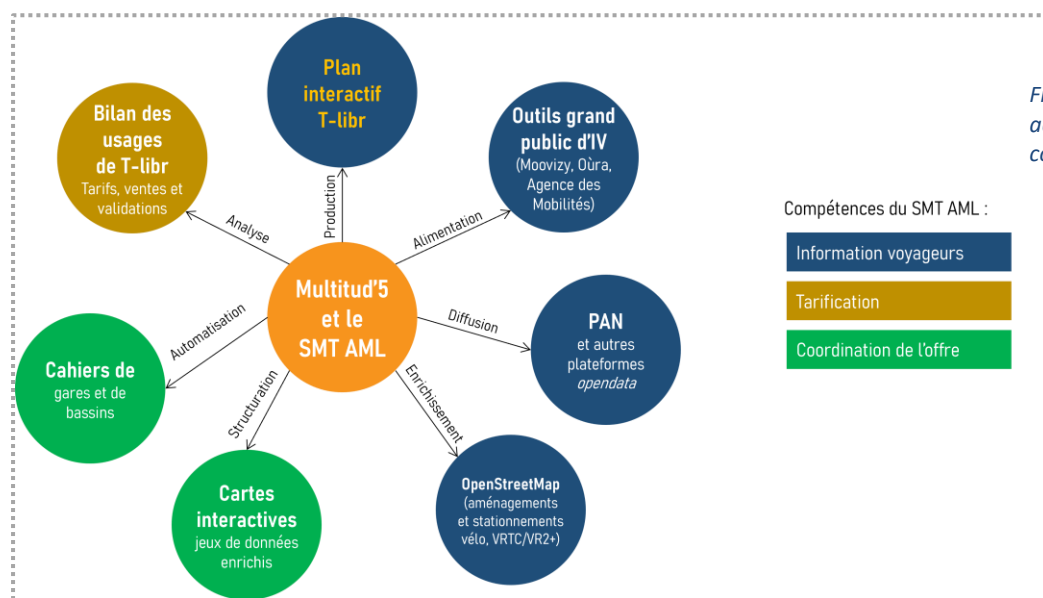 Plan
interactif
T-libr
Bilan des
usages
de T-libr
Tarifs, ventes et
validations
Outils grand
public d'IV
(Moovizy, Oùra,
Agence des
Mobilités)
Analyse
Production
Alimentation
Multitud'5
et le
SMT AML
Automatisation
Diffusion
Structuration
Enrichissement
Cahiers de
gares et de
bassins
PAN
et autres
plateformes
opendata
Cartes
interactives
jeux de données
enrichis
OpenStreetMap
(aménagements
et stationnements
vélo, VRTC/VR2+)
Compétences du SMT AML :
Information voyageurs
Tarification
Coordination de l'offre